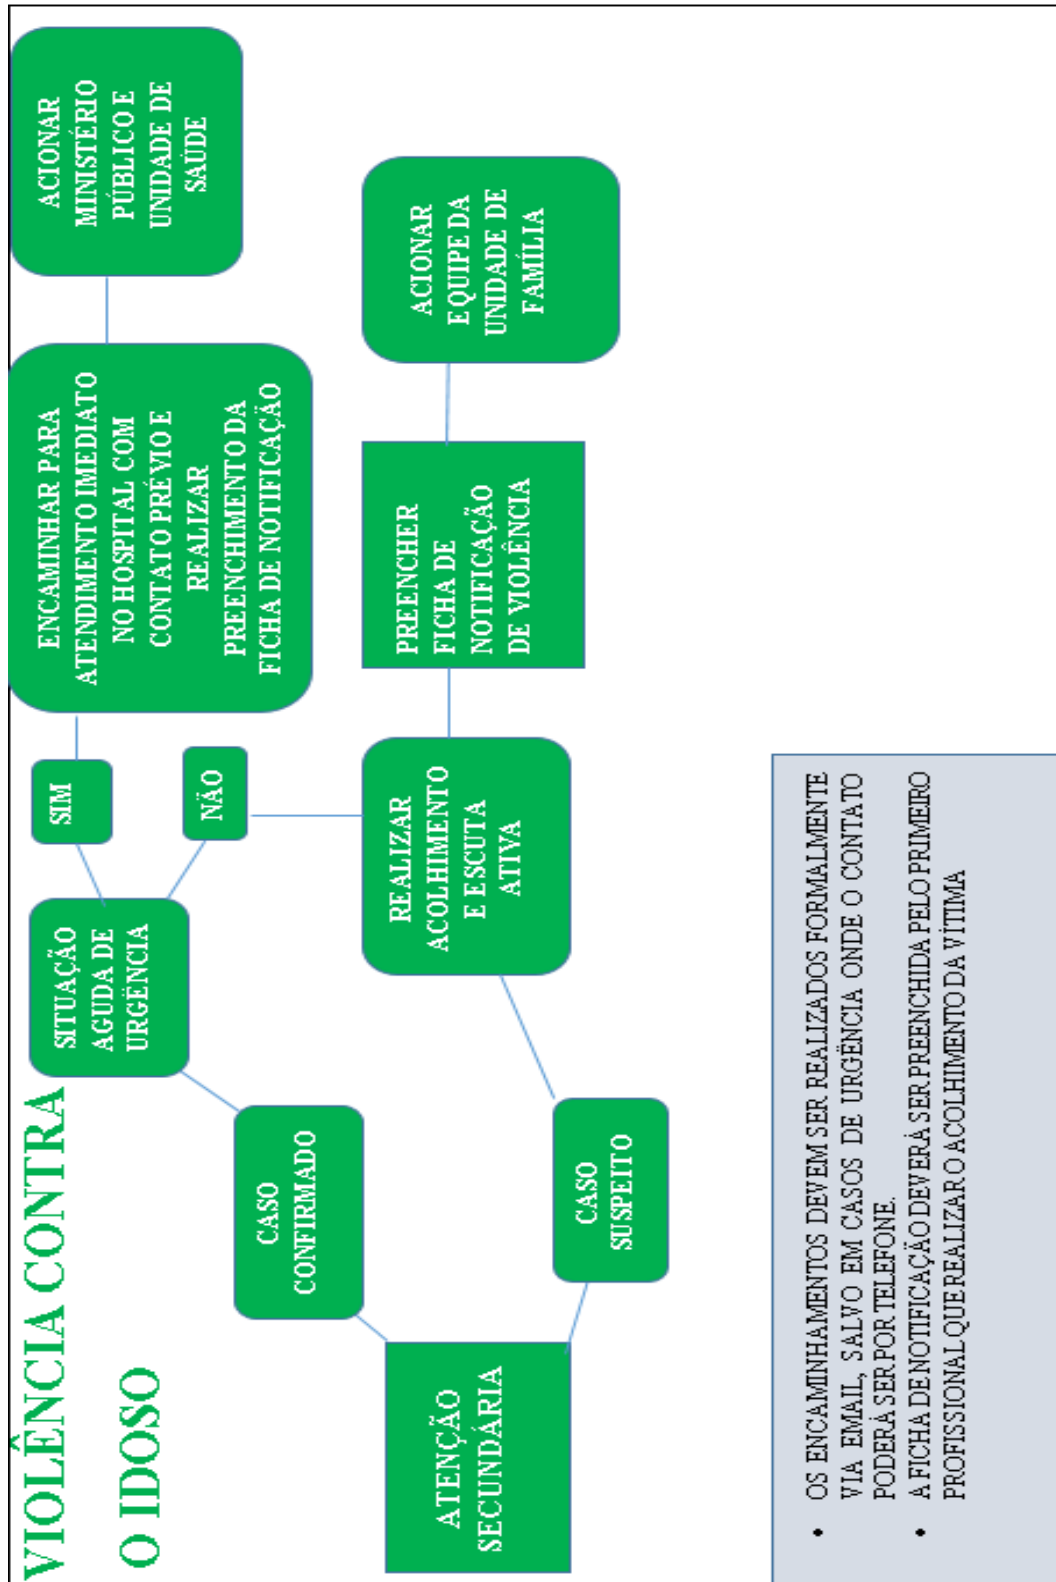 VIOLÊNCIA CONTRA
O IDOSO
ATENÇÃO
SECUNDÁRIA
CASO
CONFIRMADO
SITUAÇÃO
AGUDA DE
URGÊNCIA
SIM
ENCAMINHAR PARA
ATENDIMENTO IMEDIATO
NO HOSPITAL COM
CONTATO PRÉVIO E
REALIZAR
PREENCHIMENTO DA
FICHA DE NOTIFICAÇÃO
ACIONAR
MINISTÉRIO
PÚBLICO E
UNIDADE DE
SAÚDE
NÃO
CASO
SUSPEITO
REALIZAR
ACOLHIMENTO
E ESCUTA
ATIVA
PREENCHER
FICHA DE
NOTIFICAÇÃO
DE VIOLÊNCIA
ACIONAR
EQUIPE DA
UNIDADE DE
FAMÍLIA
• OS ENCAMINHAMENTOS DEVEM SER REALIZADOS FORMALMENTE
VIA EMAIL, SALVO EM CASOS DE URGÊNCIA ONDE O CONTATO
PODERÁ SER POR TELEFONE.
• A FICHA DE NOTIFICAÇÃO DEVERÁ SER PREENCHIDA PELO PRIMEIRO
PROFISSIONAL QUE REALIZAR O ACOLHIMENTO DA VÍTIMA